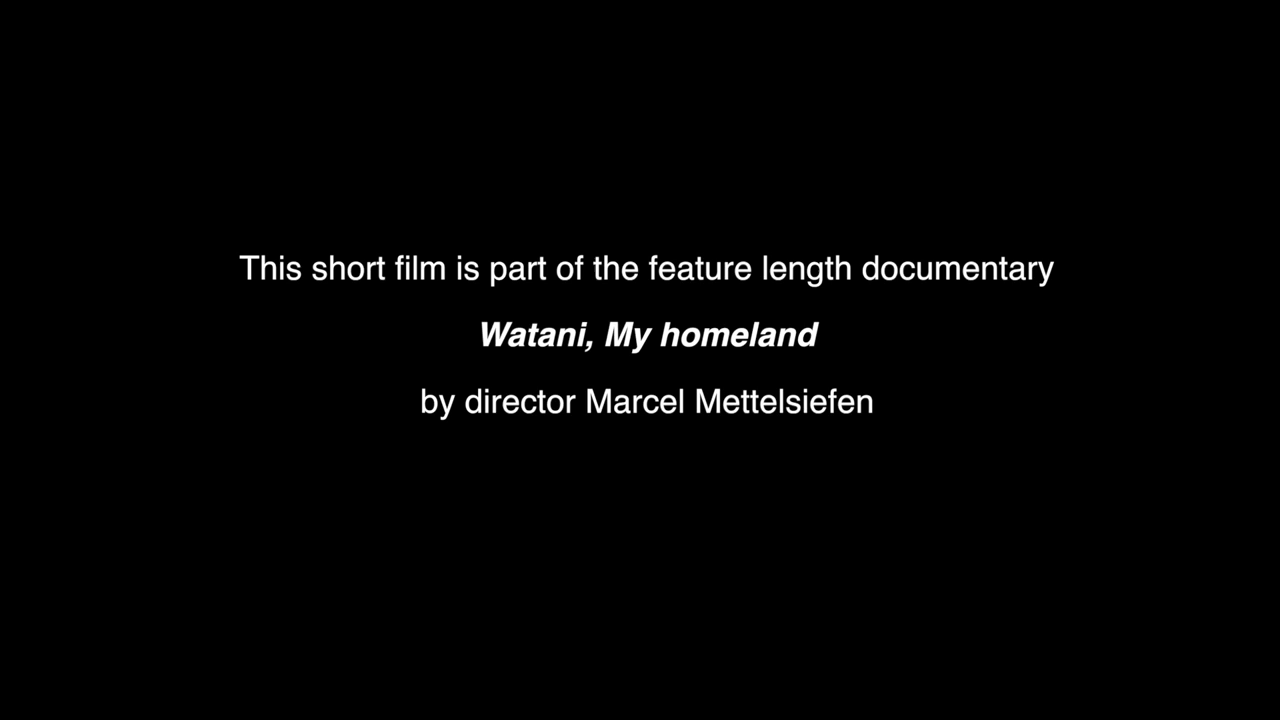 This short film is part of the feature length documentary
Watani, My homeland
by director Marcel Mettelsiefen